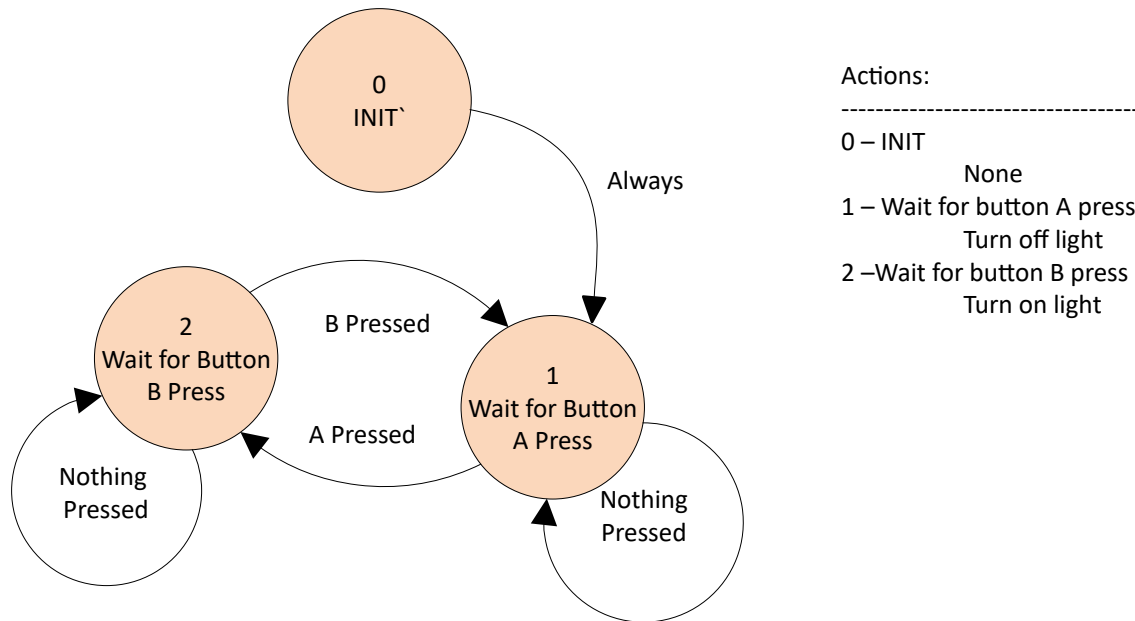 0
INIT`
Always
2
Wait for Button
B Press
B Pressed
A Pressed
1
Wait for Button
A Press
Nothing
Pressed
Nothing
Pressed
Actions:
-----------------------------------
0 – INIT
None
1 – Wait for button A press
Turn off light
2 –Wait for button B press
Turn on light